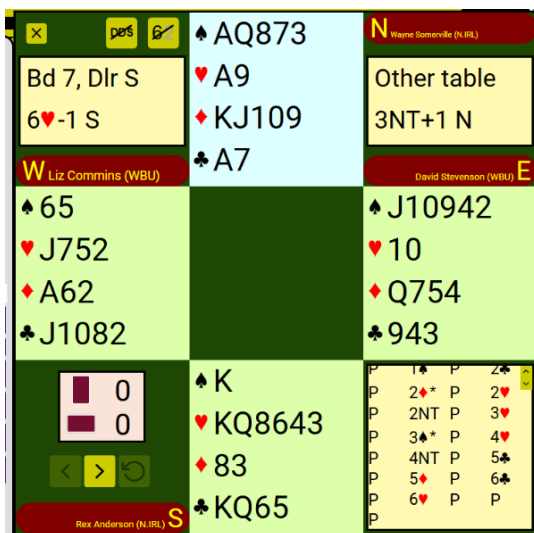 ♠ AQ873
♥ A9
♦ KJ109
♣ A7
N Wayne Somerville (N.IRL)
Bd 7, Dlr S
6♥-1 S
Other table
3NT+1 N
W Liz Commins (WBU)
David Stevenson (WBU) E
♠ 65
♥ J752
♦ A62
♣ J1082
♠ J10942
♥ 10
♦ Q754
♣ 943
0
0
♠ K
♥ KQ8643
♦ 83
♣ KQ65
Rex Anderson (N.IRL) S
P 1♠ P 2♣
P 2♦* P 2♥
P 2NT P 3♥
P 3♠* P 4♥
P 4NT P 5♣
P 5♦ P 6♣
P 6♥ P P
P